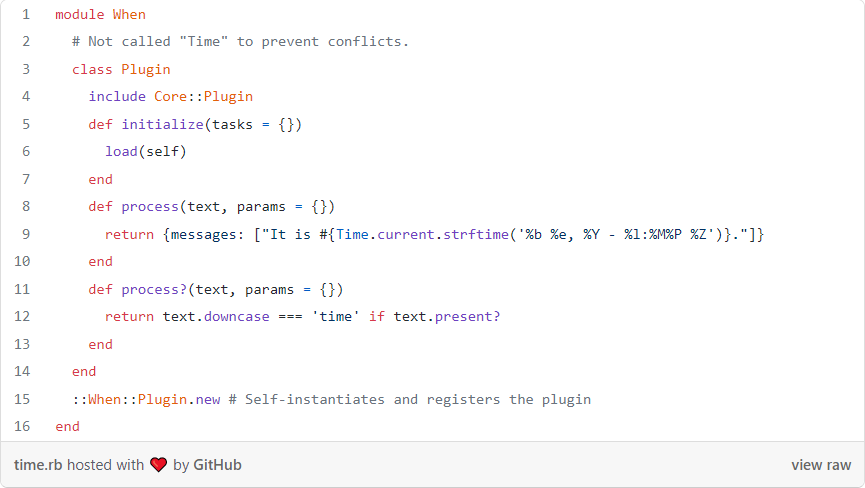 1 module When
2   # Not called "Time" to prevent conflicts.
3   class Plugin
4     include Core::Plugin
5     def initialize(tasks = {})
6       load(self)
7     end
8     def process(text, params = {})
9       return {messages: ["It is #{Time.current.strftime('%b %e, %Y - %l:%M%P %Z')}."]}
10     end
11     def process?(text, params = {})
12       return text.downcase === 'time' if text.present?
13     end
14   end
15   ::When::Plugin.new # Self-instantiates and registers the plugin
16 end
time.rb hosted with ❤ by GitHub view raw